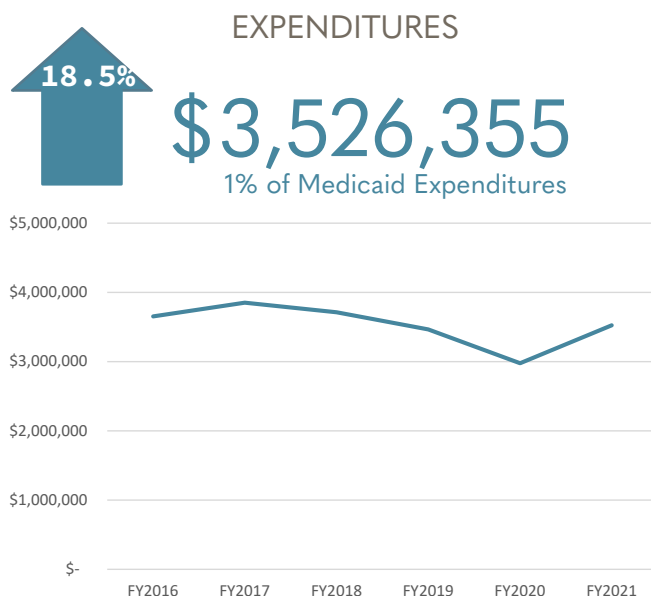 EXPENDITURES
18.5%
$3,526,355
1% of Medicaid Expenditures
$5,000,000
$4,000,000
$3,000,000
$2,000,000
$1,000,000
$-
FY2016 FY2017 FY2018 FY2019 FY2020 FY2021